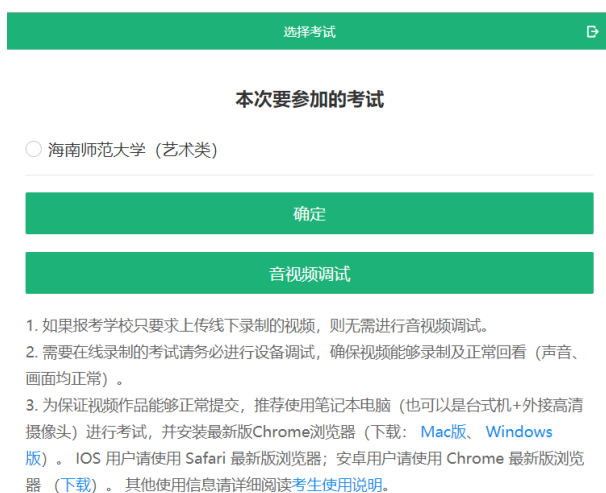 选择考试
本次要参加的考试
海南师范大学（艺术类）
确定
音视频调试
1. 如果报考学校只要求上传线下录制的视频，则无需进行音视频调试。
2. 需要在线录制的考试请务必进行设备调试，确保视频能够录制及正常回看（声音、
画面均正常）。
3. 为保证视频作品能够正常提交，推荐使用笔记本电脑（也可以是台式机+外接高清
摄像头）进行考试，并安装最新版Chrome浏览器（下载： Mac版、 Windows
版）。 IOS 用户请使用 Safari 最新版浏览器；安卓用户请使用 Chrome 最新版浏览
器 （下载）。 其他使用信息请详细阅读考生使用说明。